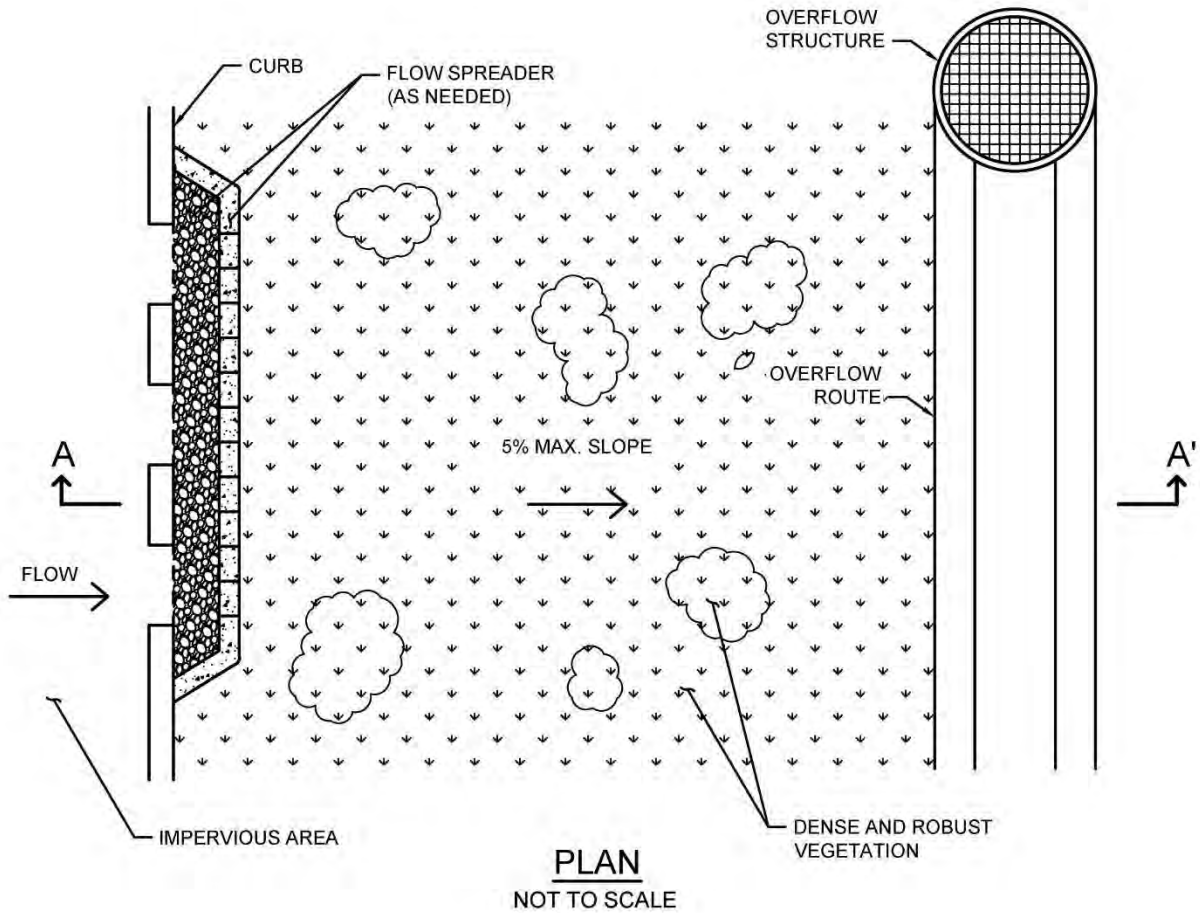 OVERFLOW
STRUCTURE
CURB
FLOW SPREADER
(AS NEEDED)
OVERFLOW
ROUTE
5% MAX. SLOPE
A
A'
FLOW
IMPERVIOUS AREA
DENSE AND ROBUST
VEGETATION
PLAN
NOT TO SCALE